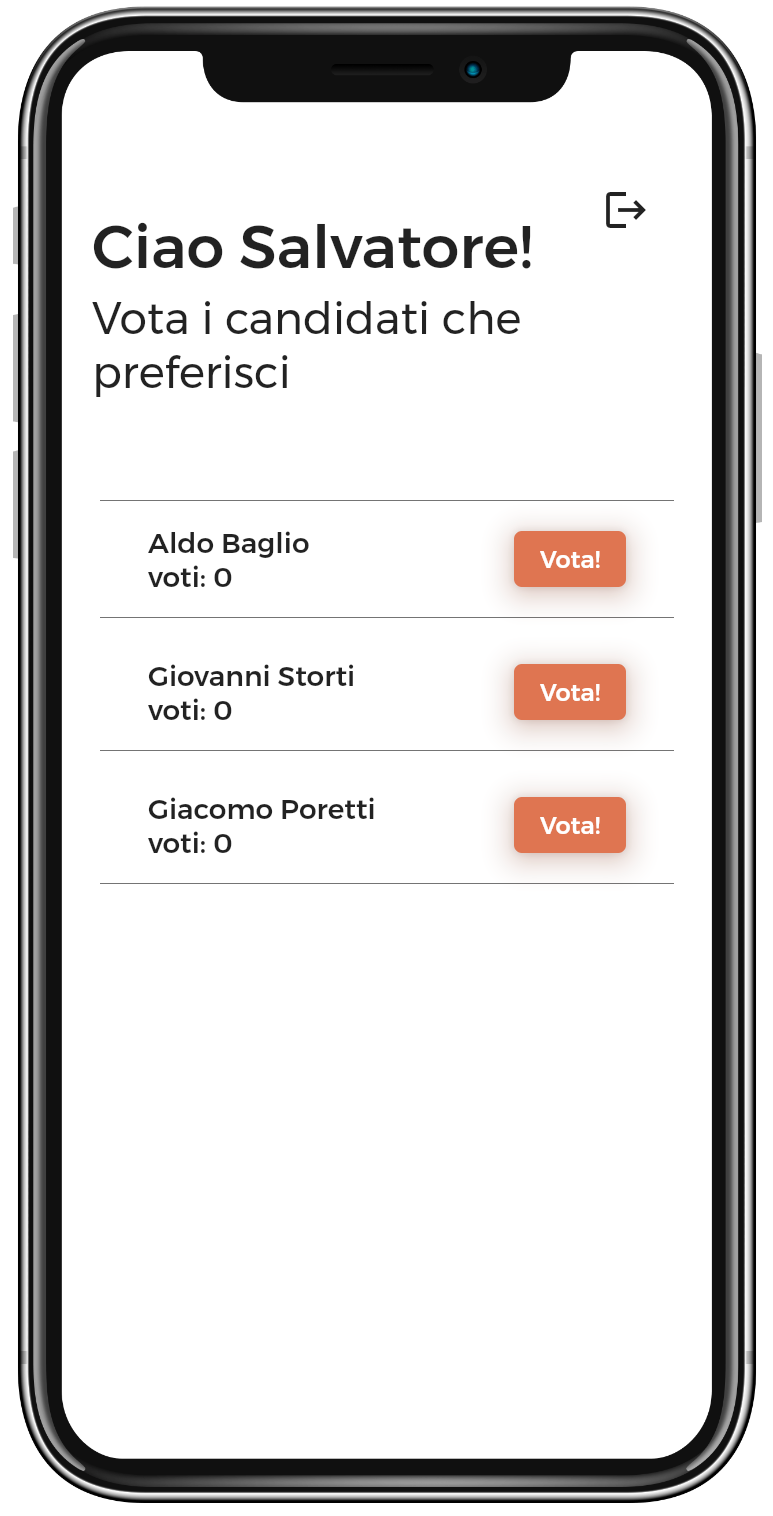 Ciao Salvatore!
Vota i candidati che
preferisci
Aldo Baglio
voti: 0
Vota!
Giovanni Storti
voti: 0
Vota!
Giacomo Poretti
voti: 0
Vota!